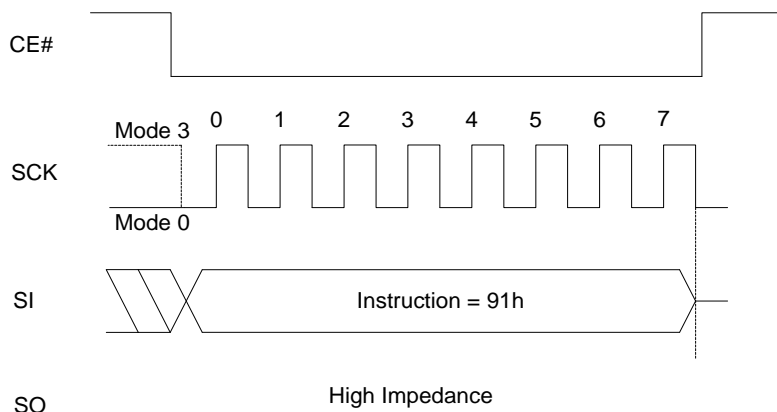 CE#
Mode 3
0 1 2 3 4 5 6 7
SCK
Mode 0
SI
Instruction = 91h
SO
High Impedance